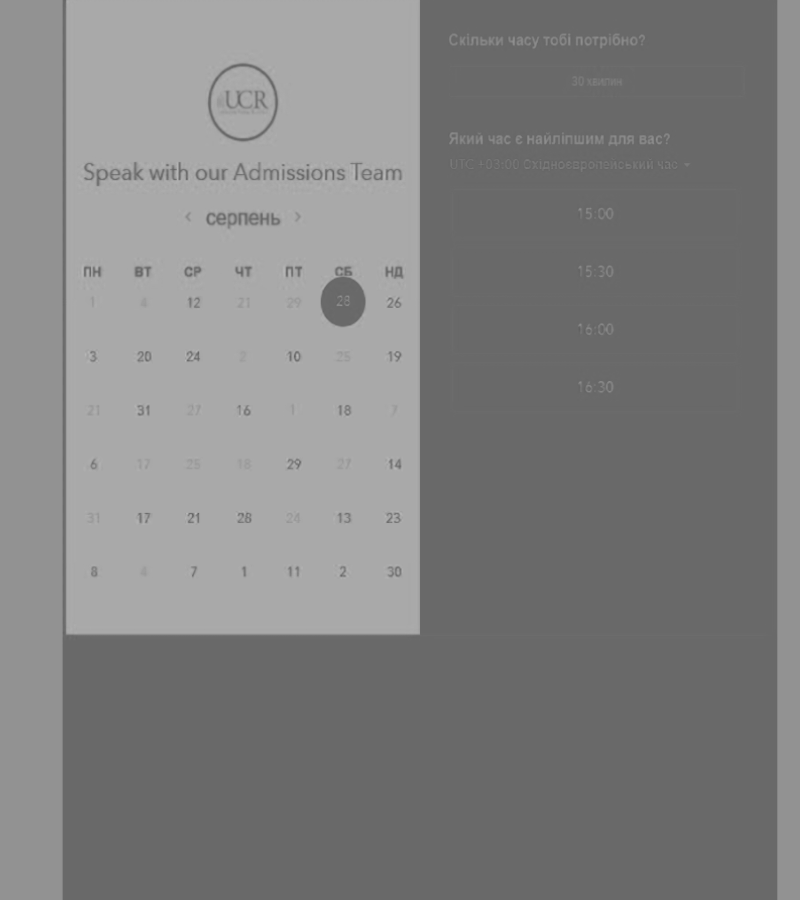 UCR
Speak with our Admissions Team
‹ серпень ›
ПН ВТ СР ЧТ ПТ СБ НД
1 4 12 21 29 28 26
3 20 24 2 10 25 19
21 31 27 16 1 18 7
6 17 25 18 29 27 14
31 17 21 28 24 13 23
8 4 7 1 11 2 30
Скільки часу тобі потрібно?
30 хвилин
Який час є найліпшим для вас?
UTC +03:00 Східноєвропейський час
15:00
15:30
16:00
16:30